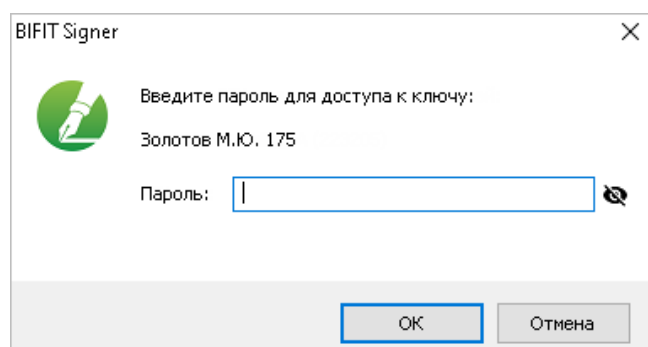 BIFIT Signer
Введите пароль для доступа к ключу:
Золотов М.Ю. 175
Пароль:
ОК
Отмена